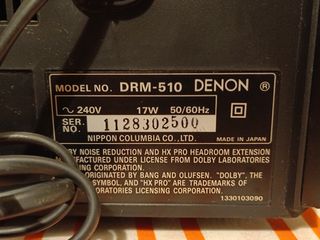 MODEL NO. DRM-510 DENON ®
~ 240V 17W 50/60Hz
SER. NO. 1128302500
NIPPON COLUMBIA CO., LTD. MADE IN JAPAN
BY NOISE REDUCTION AND HX PRO HEADROOM EXTENSION
UFACTURED UNDER LICENSE FROM DOLBY LABORATORIES
ENSING CORPORATION.
ORIGINATED BY BANG AND OLUFSEN. "DOLBY", THE
SYMBOL, AND "HX PRO" ARE TRADEMARKS OF
ORATORIES LICENSING CORPORATION.
1330103090